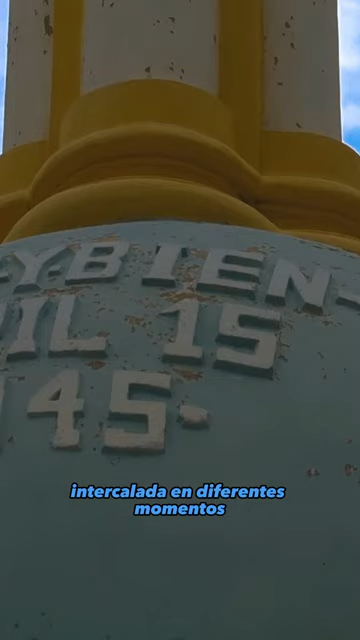 Y·BIEN-
IL 15
45·
intercalada en diferentes
momentos